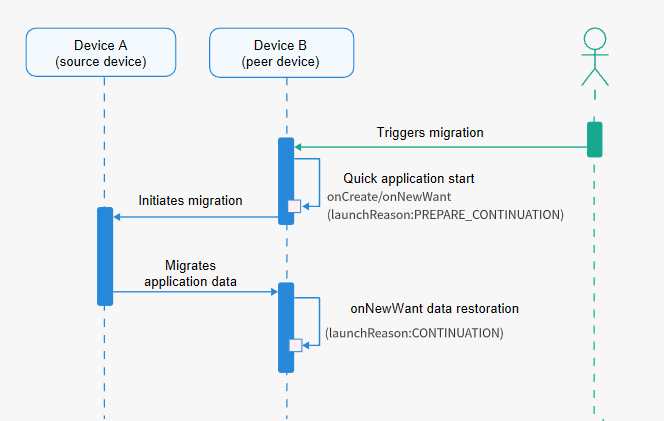 Device A
(source device)
Device B
(peer device)
Triggers migration
Quick application start
onCreate/onNewWant
(launchReason:PREPARE_CONTINUATION)
Initiates migration
Migrates
application data
onNewWant data restoration
(launchReason:CONTINUATION)